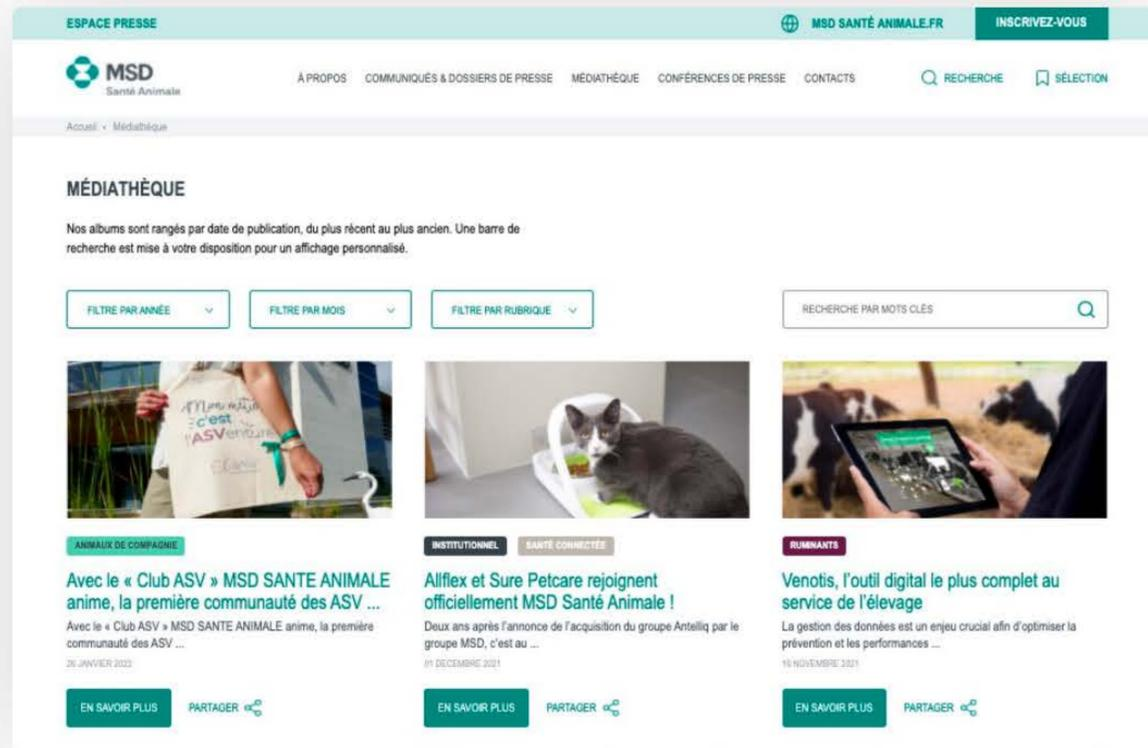 ESPACE PRESSE
MSD SANTÉ ANIMALE.FR
INSCRIVEZ-VOUS
MSD
Santé Animale
À PROPOS
COMMUNIQUÉS & DOSSIERS DE PRESSE
MÉDIATHÈQUE
CONFÉRENCES DE PRESSE
CONTACTS
RECHERCHE
SÉLECTION
Accueil • Médiathèque
MÉDIATHÈQUE
Nos albums sont rangés par date de publication, du plus récent au plus ancien. Une barre de
recherche est mise à votre disposition pour un affichage personnalisé.
FILTRE PAR ANNÉE
FILTRE PAR MOIS
FILTRE PAR RUBRIQUE
RECHERCHE PAR MOTS CLÉS
Mon métier
c'est
l'ASVenture
ANIMAUX DE COMPAGNIE
Avec le « Club ASV » MSD SANTE ANIMALE
anime, la première communauté des ASV ...
Avec le « Club ASV » MSD SANTE ANIMALE anime, la première
communauté des ASV ...
26 JANVIER 2022
EN SAVOIR PLUS
PARTAGER
INSTITUTIONNEL
SANTÉ CONNECTÉE
Allflex et Sure Petcare rejoignent
officiellement MSD Santé Animale !
Deux ans après l'annonce de l'acquisition du groupe Antelliq par le
groupe MSD, c'est au ...
01 DÉCEMBRE 2021
EN SAVOIR PLUS
PARTAGER
RUMINANTS
Venotis, l'outil digital le plus complet au
service de l'élevage
La gestion des données est un enjeu crucial afin d'optimiser la
prévention et les performances ...
16 NOVEMBRE 2021
EN SAVOIR PLUS
PARTAGER